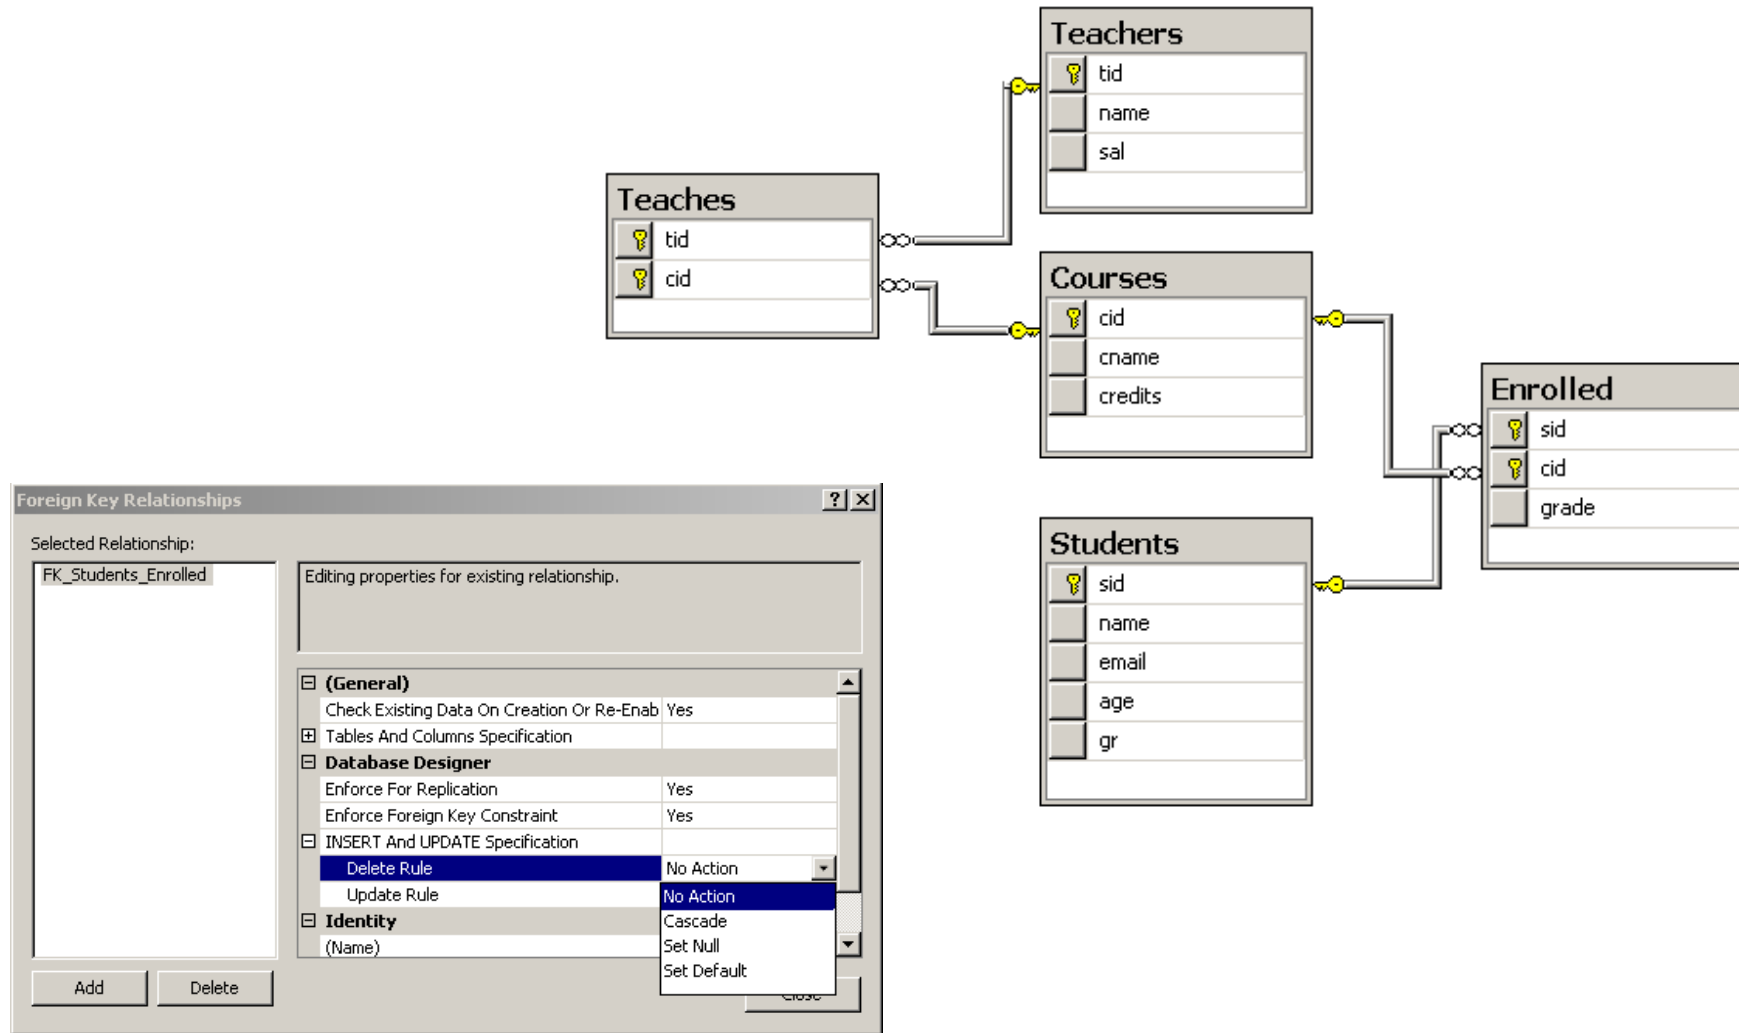 Teachers
tid
name
sal
Teaches
tid
cid
Courses
cid
cname
credits
Enrolled
sid
cid
grade
Students
sid
name
email
age
gr
Foreign Key Relationships
Selected Relationship:
FK_Students_Enrolled
Editing properties for existing relationship.
(General)
Check Existing Data On Creation Or Re-Enab Yes
Tables And Columns Specification
Database Designer
Enforce For Replication Yes
Enforce Foreign Key Constraint Yes
INSERT And UPDATE Specification
Delete Rule No Action
Update Rule
No Action
Identity
Cascade
(Name)
Set Null
Set Default
Add
Delete
Close